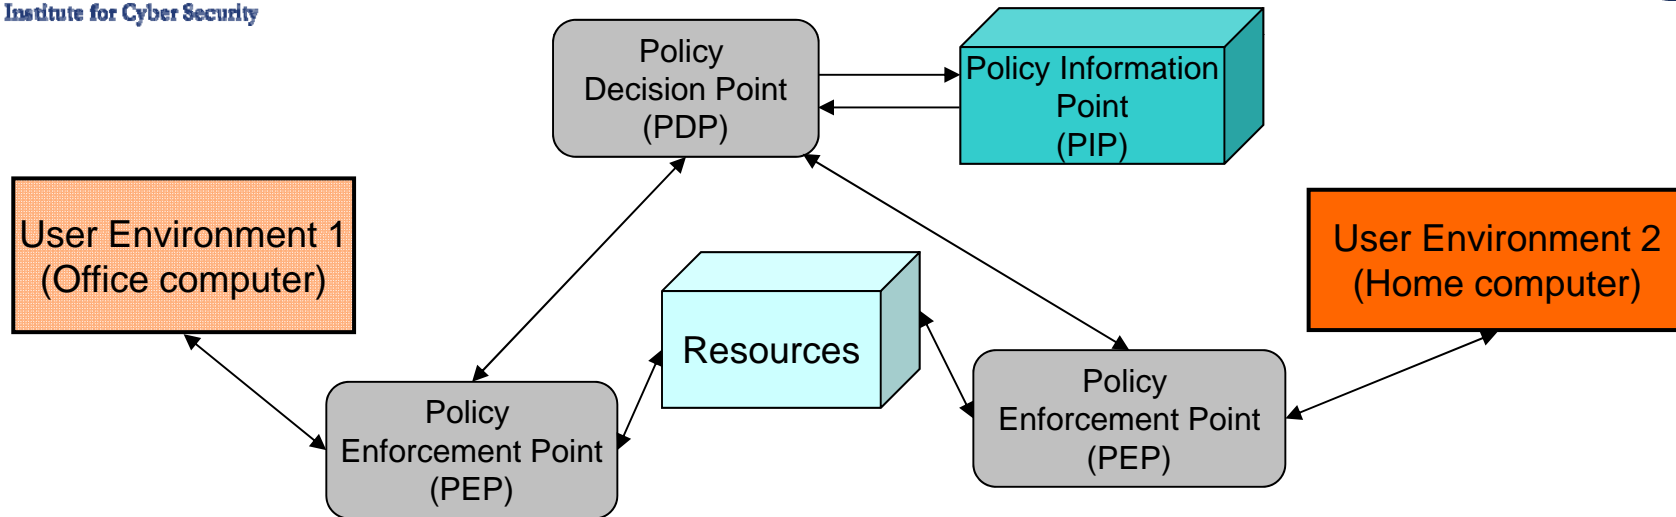 Institute for Cyber Security
Policy
Decision Point
(PDP)
Policy Information
Point
(PIP)
User Environment 1
(Office computer)
Resources
User Environment 2
(Home computer)
Policy
Enforcement Point
(PEP)
Policy
Enforcement Point
(PEP)